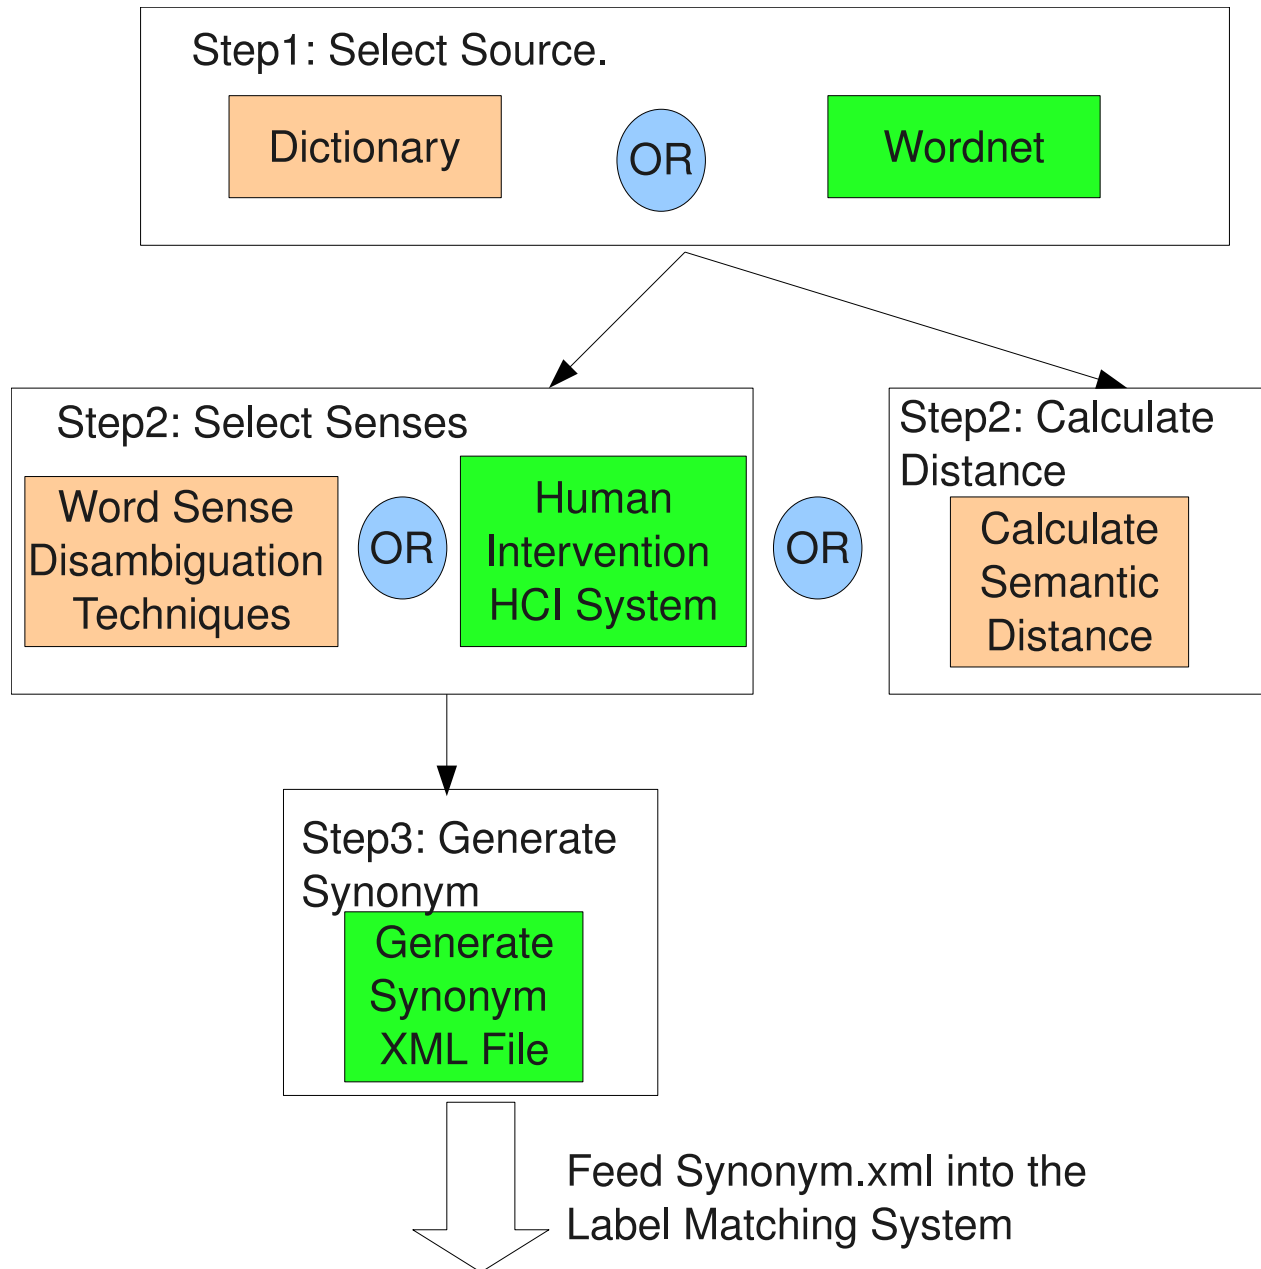 Step1: Select Source.
Dictionary
OR
Wordnet
Step2: Select Senses
Word Sense
Disambiguation
Techniques
OR
Human
Intervention
HCI System
OR
Step2: Calculate
Distance
Calculate
Semantic
Distance
Step3: Generate
Synonym
Generate
Synonym
XML File
Feed Synonym.xml into the
Label Matching System